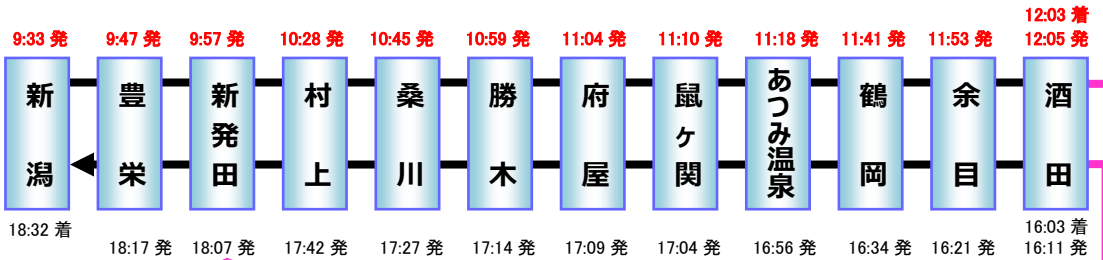 12:03 着
9:33 発 9:47 発 9:57 発 10:28 発 10:45 発 10:59 発 11:04 発 11:10 発 11:18 発 11:41 発 11:53 発 12:05 発
新潟 豊栄 新発田 村上 桑川 勝木 府屋 鼠ヶ関 あつみ温泉 鶴岡 余目 酒田
18:32 着 16:03 着
18:17 発 18:07 発 17:42 発 17:27 発 17:14 発 17:09 発 17:04 発 16:56 発 16:34 発 16:21 発 16:11 発